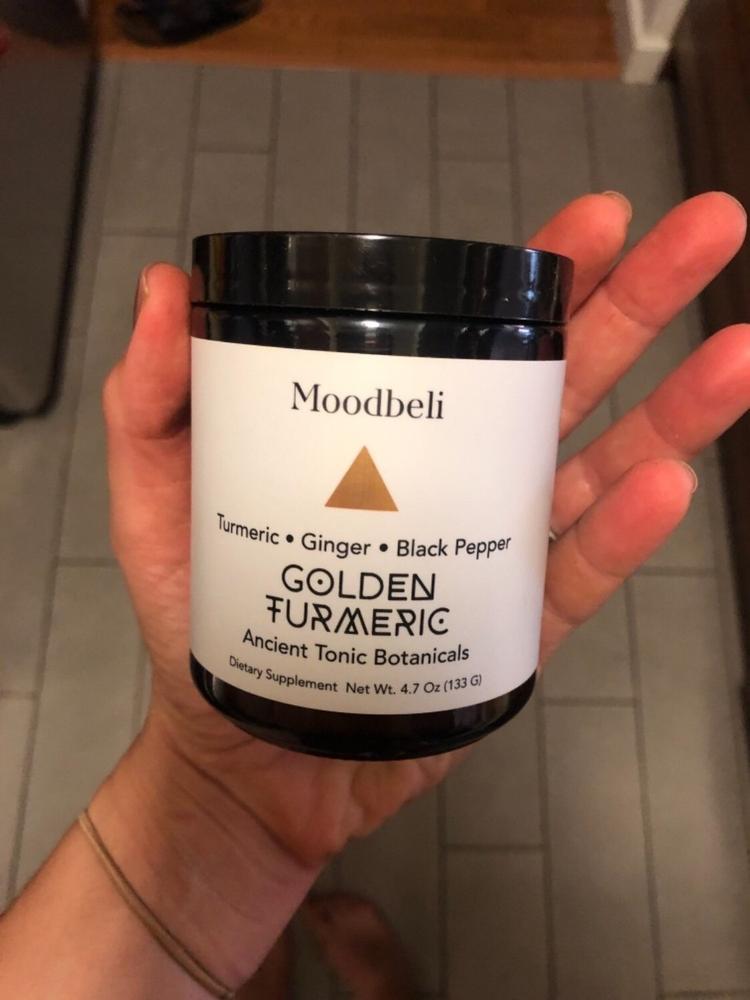 Moodbeli
Turmeric • Ginger • Black Pepper
GOLDEN
TURMERIC
Ancient Tonic Botanicals
Dietary Supplement Net Wt. 4.7 Oz (133 G)